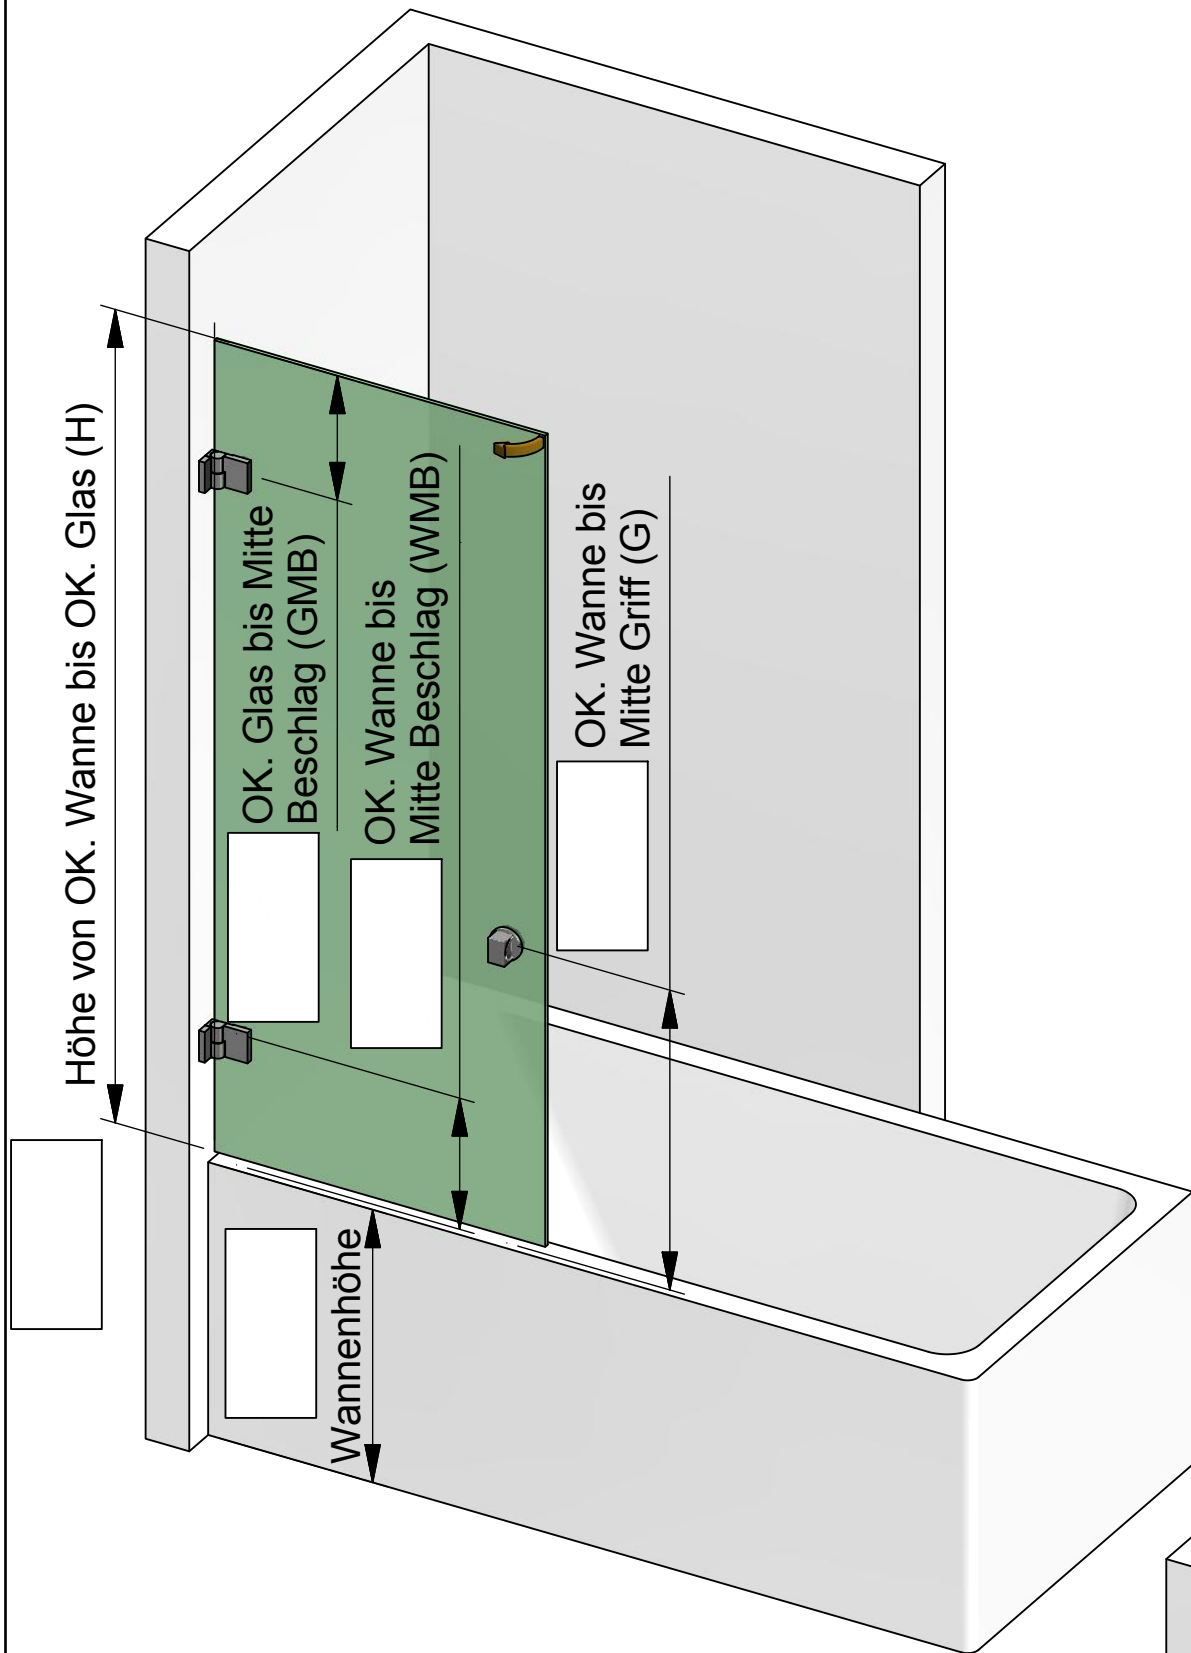 Höhe von OK. Wanne bis OK. Glas (H)
OK. Glas bis Mitte
Beschlag (GMB)
OK. Wanne bis
Mitte Beschlag (WMB)
OK. Wanne bis
Mitte Griff (G)
Wannenhöhe